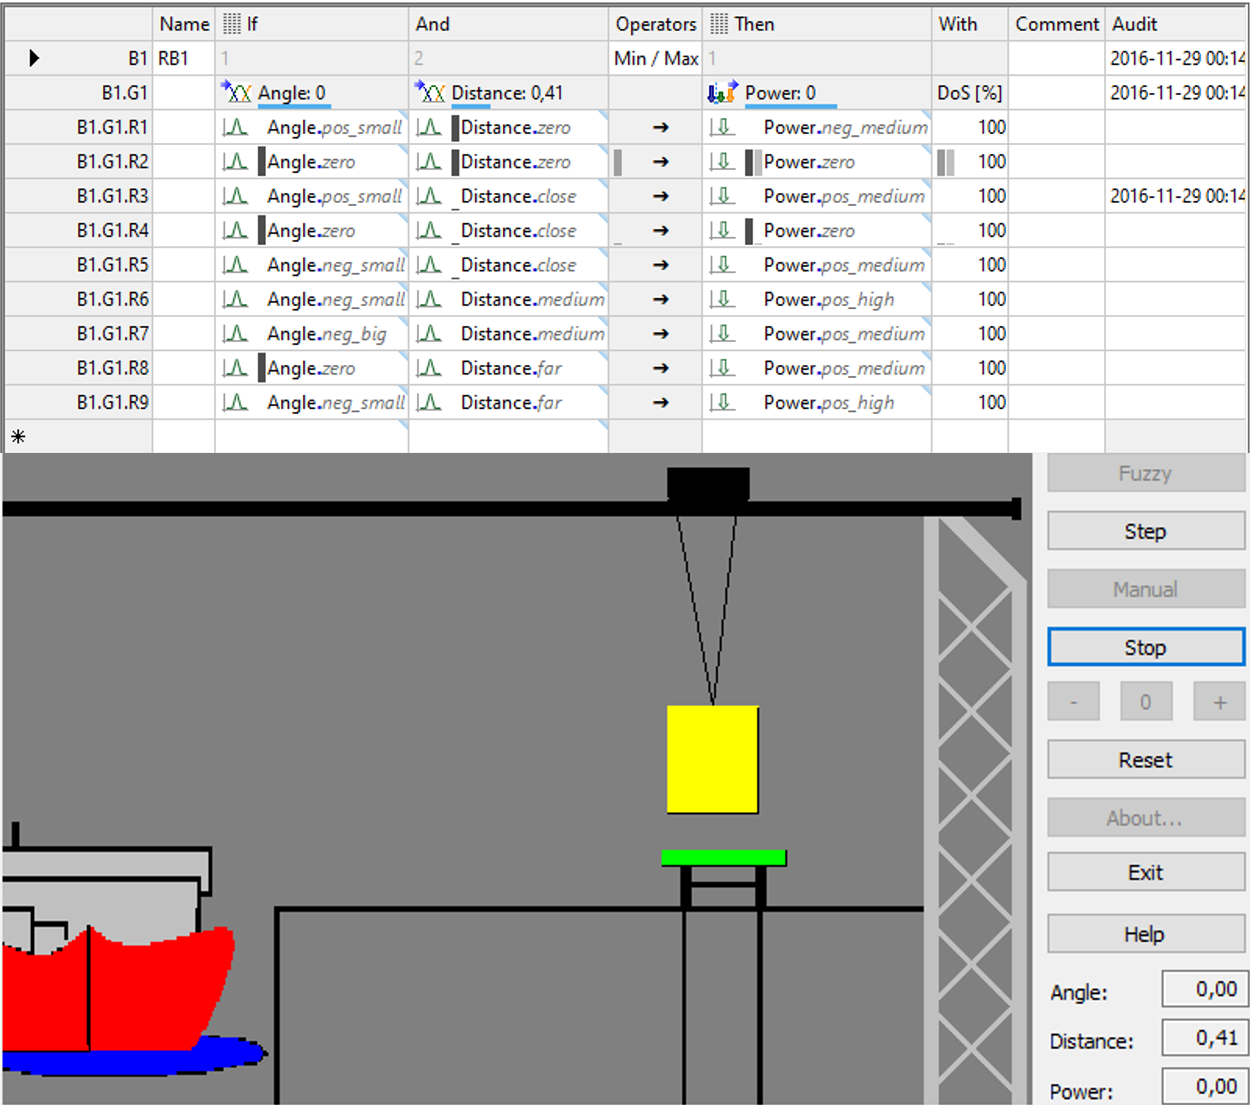 Name If And Operators Then With Comment Audit
B1 RB1 1 2 Min / Max 1 2016-11-29 00:14
B1.G1 Angle: 0 Distance: 0,41 Power: 0 DoS [%] 2016-11-29 00:14
B1.G1.R1 Angle.pos_small Distance.zero → Power.neg_medium 100
B1.G1.R2 Angle.zero Distance.zero → Power.zero 100
B1.G1.R3 Angle.pos_small Distance.close → Power.pos_medium 100 2016-11-29 00:14
B1.G1.R4 Angle.zero Distance.close → Power.zero 100
B1.G1.R5 Angle.neg_small Distance.close → Power.pos_medium 100
B1.G1.R6 Angle.neg_small Distance.medium → Power.pos_high 100
B1.G1.R7 Angle.neg_big Distance.medium → Power.pos_medium 100
B1.G1.R8 Angle.zero Distance.far → Power.pos_medium 100
B1.G1.R9 Angle.neg_small Distance.far → Power.pos_high 100
*
Fuzzy
Step
Manual
Stop
- 0 +
Reset
About...
Exit
Help
Angle: 0,00
Distance: 0,41
Power: 0,00